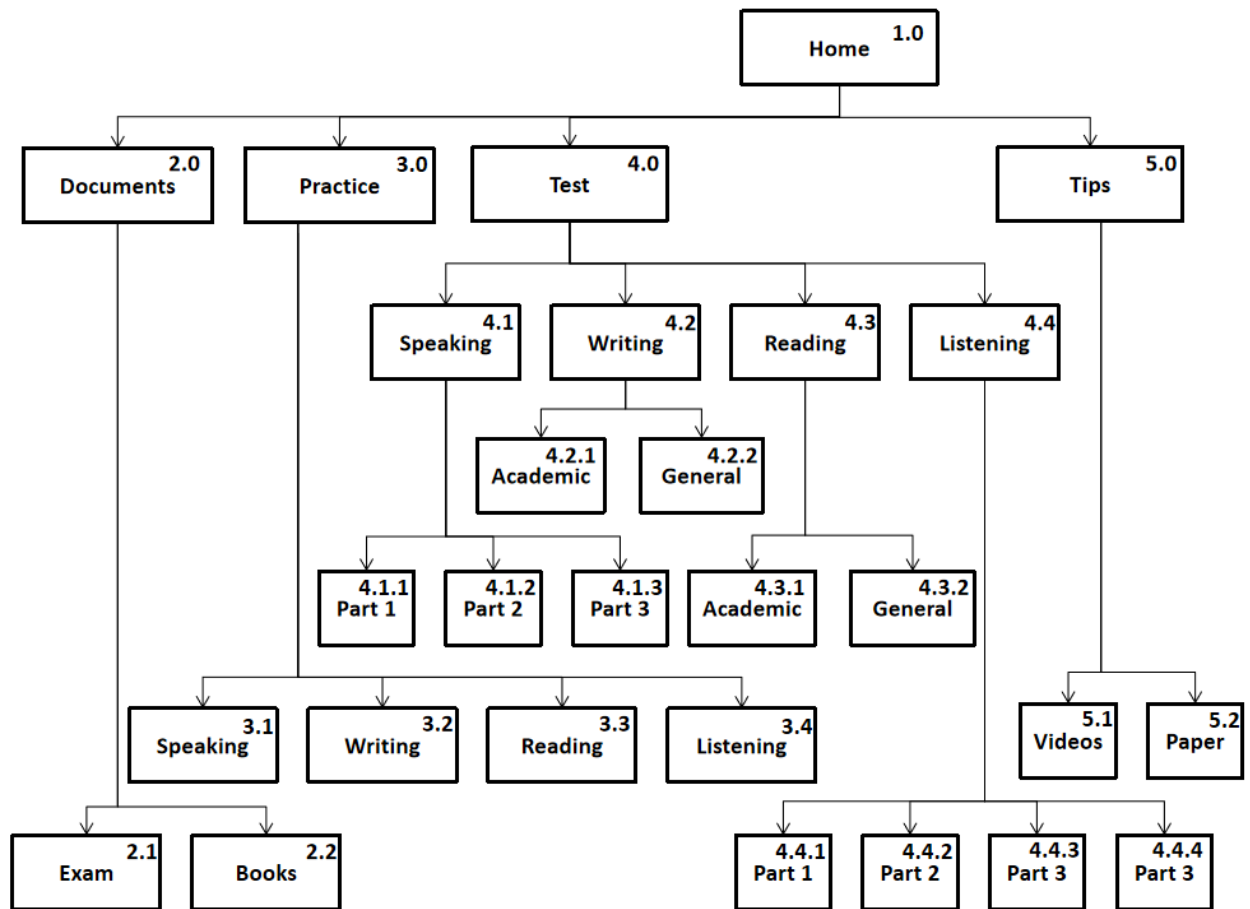 1.0
Home
2.0
Documents
3.0
Practice
4.0
Test
5.0
Tips
4.1
Speaking
4.2
Writing
4.3
Reading
4.4
Listening
4.2.1
Academic
4.2.2
General
4.1.1
Part 1
4.1.2
Part 2
4.1.3
Part 3
4.3.1
Academic
4.3.2
General
3.1
Speaking
3.2
Writing
3.3
Reading
3.4
Listening
5.1
Videos
5.2
Paper
2.1
Exam
2.2
Books
4.4.1
Part 1
4.4.2
Part 2
4.4.3
Part 3
4.4.4
Part 3